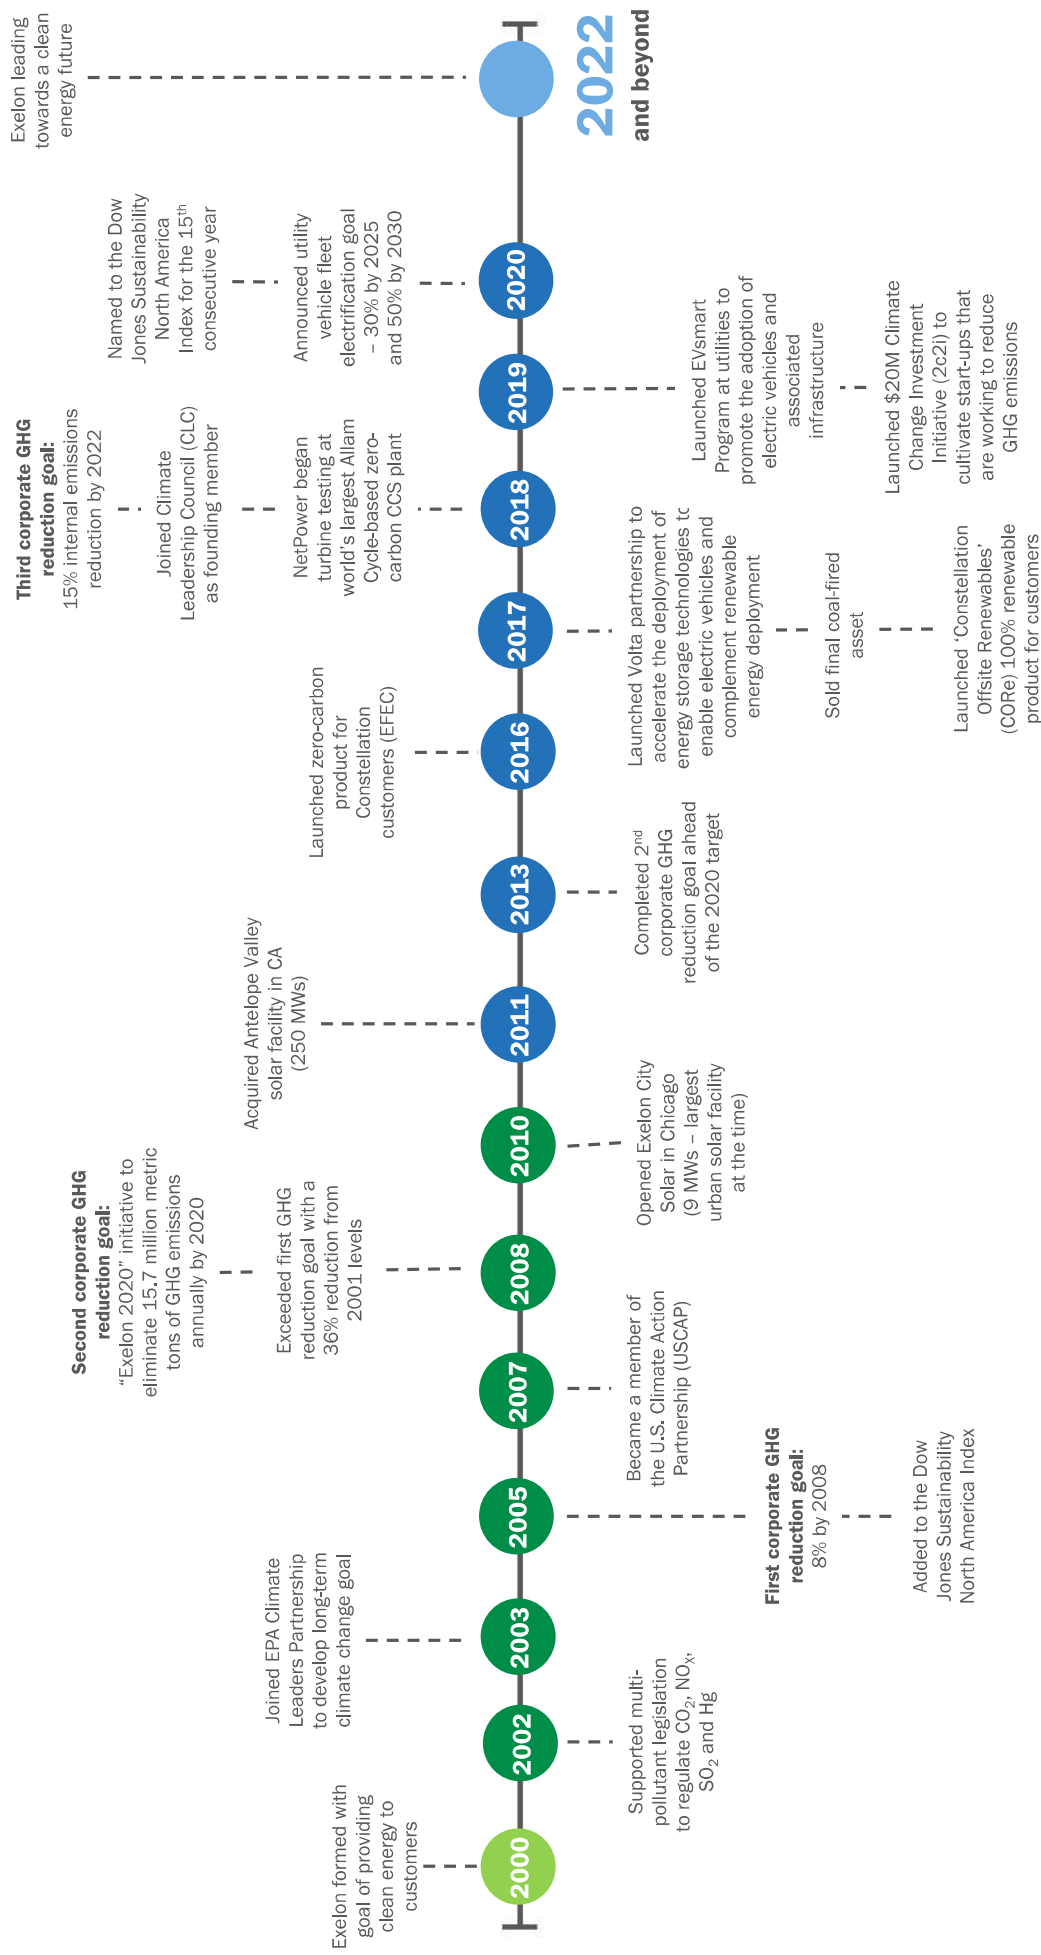 Exelon formed with
goal of providing
clean energy to
customers
2000
2002
Supported multi-
pollutant legislation
to regulate CO₂, NOₓ,
SO₂ and Hg
Joined EPA Climate
Leaders Partnership
to develop long-term
climate change goal
2003
2005
First corporate GHG
reduction goal:
8% by 2008
Added to the Dow
Jones Sustainability
North America Index
2007
Became a member of
the U.S. Climate Action
Partnership (USCAP)
Second corporate GHG
reduction goal:
“Exelon 2020” initiative to
eliminate 15.7 million metric
tons of GHG emissions
annually by 2020
Exceeded first GHG
reduction goal with a
36% reduction from
2001 levels
2008
2010
Opened Exelon City
Solar in Chicago
(9 MWs – largest
urban solar facility
at the time)
Acquired Antelope Valley
solar facility in CA
(250 MWs)
2011
2013
Completed 2nd
corporate GHG
reduction goal ahead
of the 2020 target
Launched zero-carbon
product for
Constellation
customers (EFEC)
2016
2017
Launched Volta partnership to
accelerate the deployment of
energy storage technologies to
enable electric vehicles and
complement renewable
energy deployment
Sold final coal-fired
asset
Launched ‘Constellation
Offsite Renewables’
(CORe) 100% renewable
product for customers
Third corporate GHG
reduction goal:
15% internal emissions
reduction by 2022
Joined Climate
Leadership Council (CLC)
as founding member
NetPower began
turbine testing at
world’s largest Allam
Cycle-based zero-
carbon CCS plant
2018
2019
Launched EVsmart
Program at utilities to
promote the adoption of
electric vehicles and
associated
infrastructure
Launched $20M Climate
Change Investment
Initiative (2c2i) to
cultivate start-ups that
are working to reduce
GHG emissions
Named to the Dow
Jones Sustainability
North America
Index for the 15th
consecutive year
Announced utility
vehicle fleet
electrification goal
– 30% by 2025
and 50% by 2030
2020
Exelon leading
towards a clean
energy future
2022
and beyond